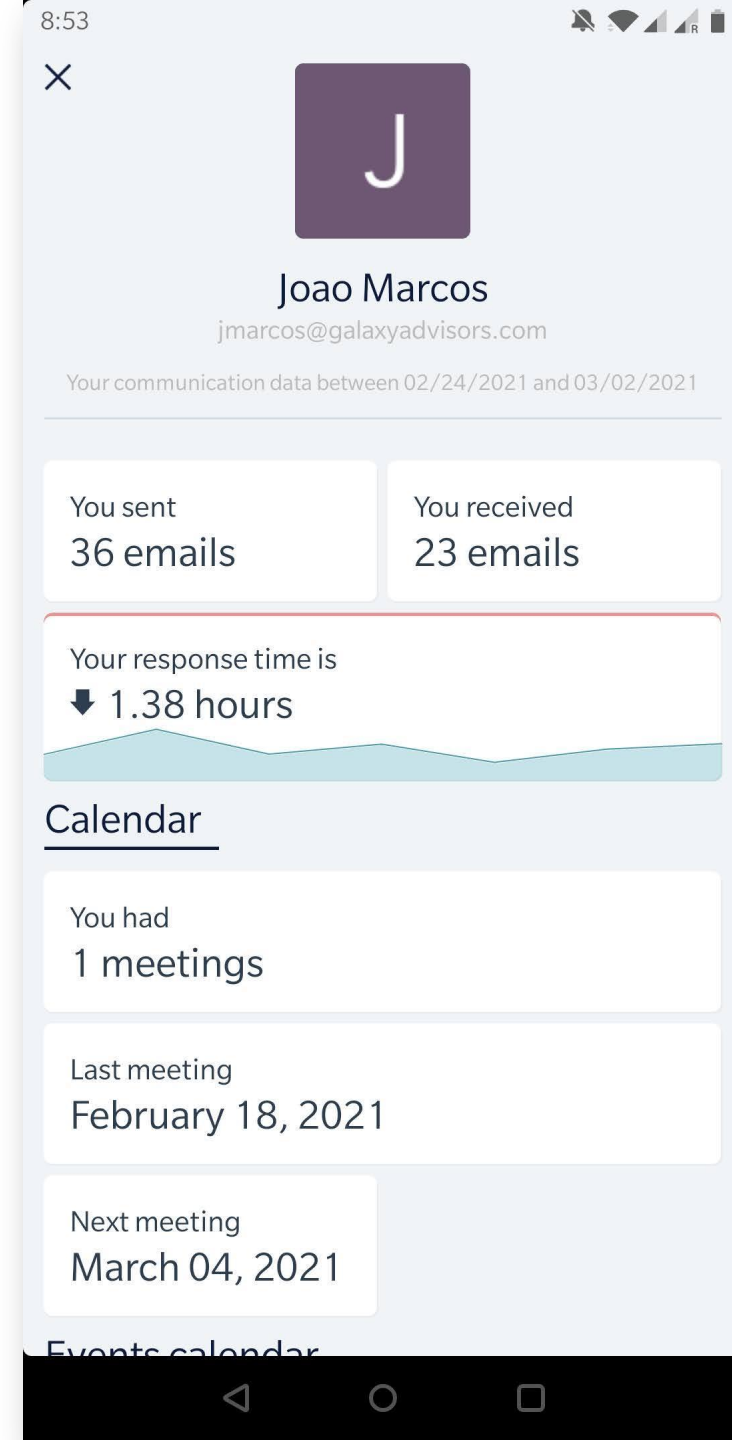 8:53
R
J
Joao Marcos
jmarcos@galaxyadvisors.com
Your communication data between 02/24/2021 and 03/02/2021
You sent
36 emails
You received
23 emails
Your response time is
1.38 hours
Calendar
You had
1 meetings
Last meeting
February 18, 2021
Next meeting
March 04, 2021
Events calendar